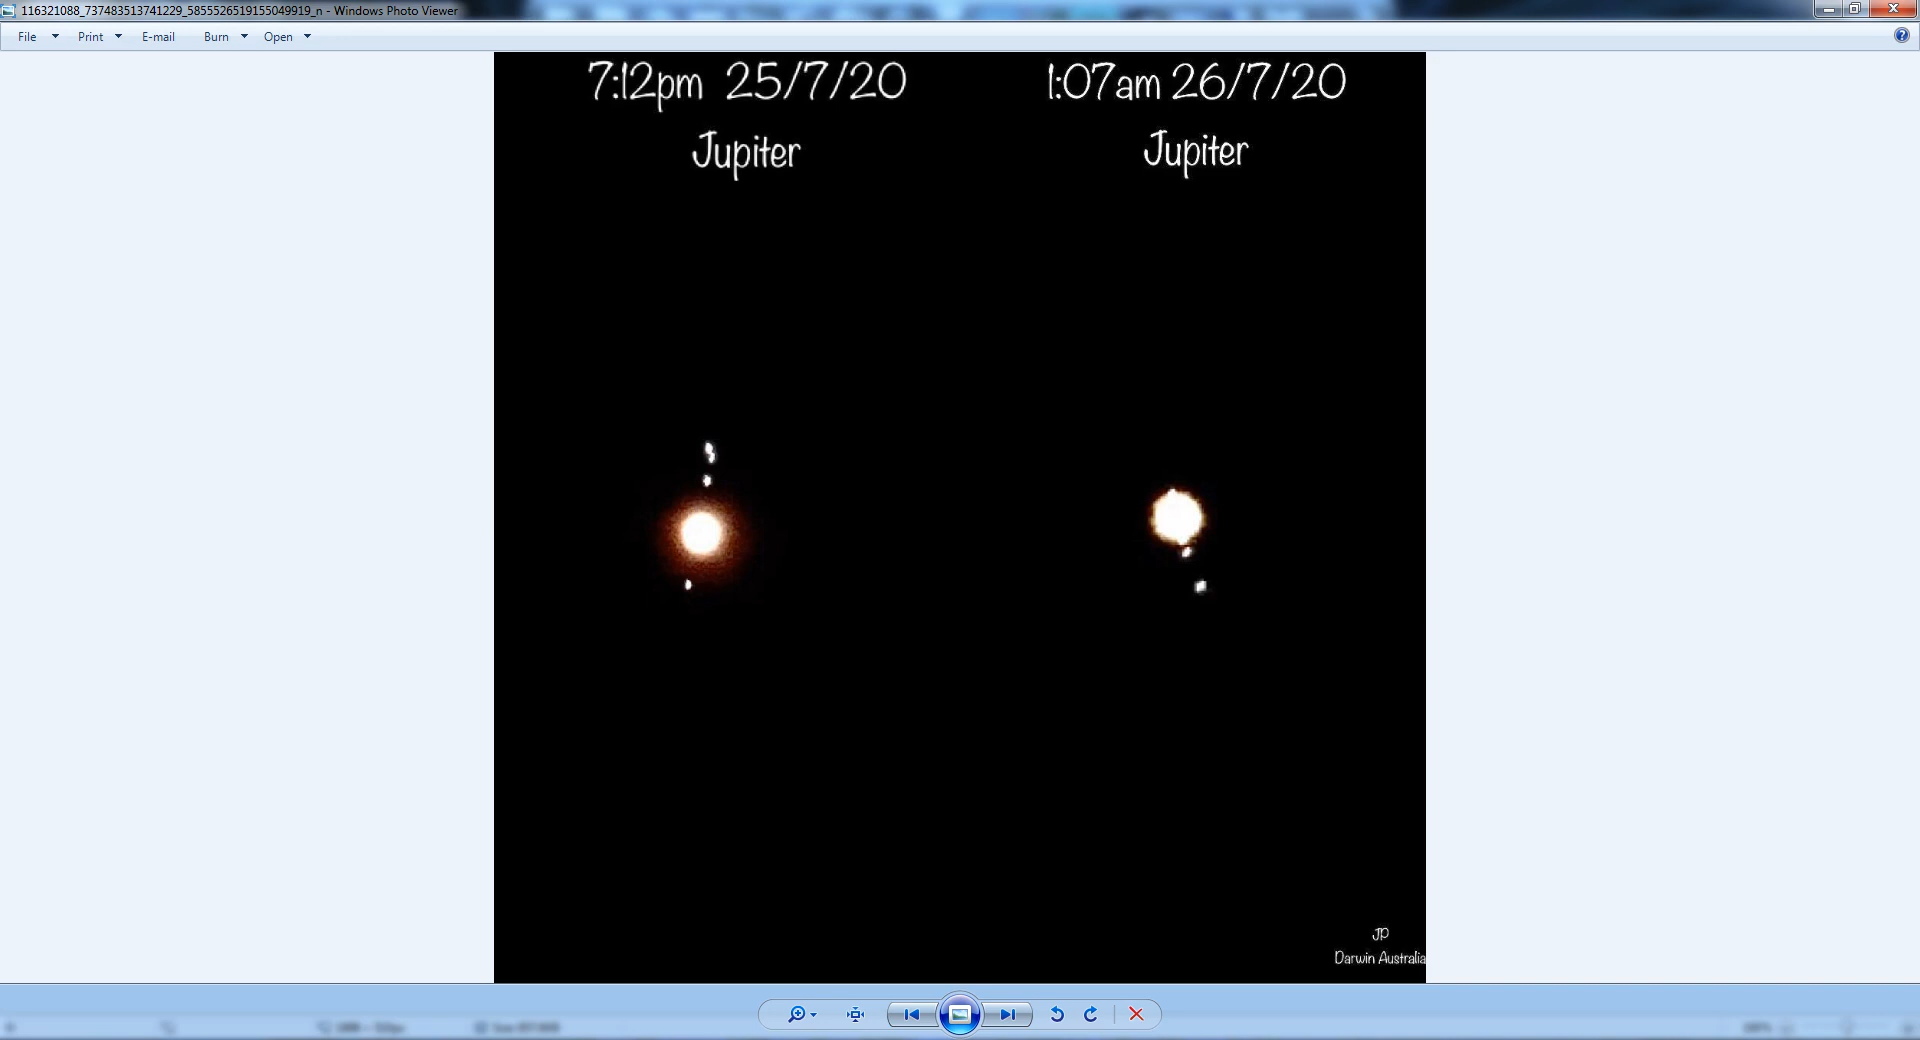 116321088_737483513741229_5855526519155049919_n - Windows Photo Viewer
File Print E-mail Burn Open
7:12pm 25/7/20
Jupiter
1:07am 26/7/20
Jupiter
JP
Darwin Australia